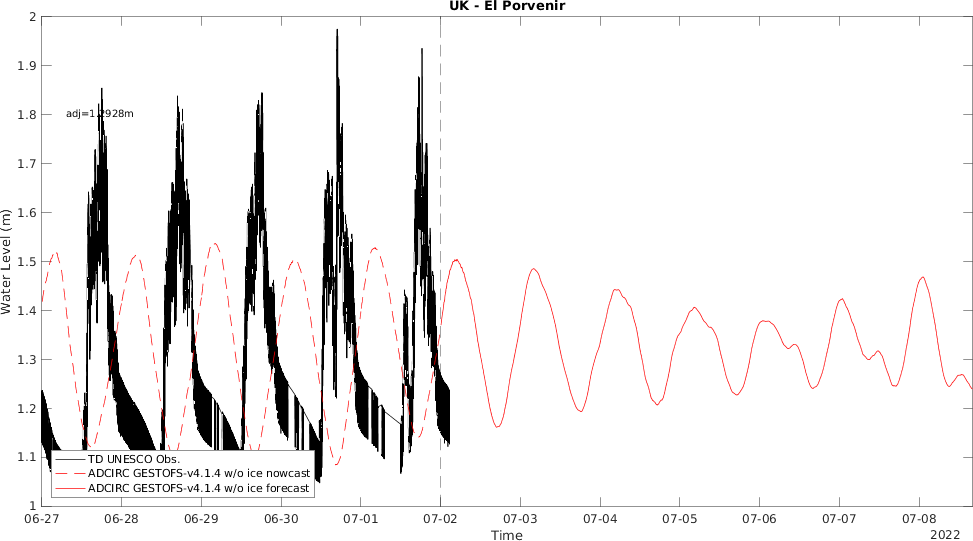 UK - El Porvenir
2
1.9
1.8
1.7
1.6
1.5
1.4
1.3
1.2
1.1
1
Water Level (m)
adj=1.2928m
TD UNESCO Obs.
ADCIRC GESTOFS-v4.1.4 w/o ice nowcast
ADCIRC GESTOFS-v4.1.4 w/o ice forecast
06-27 06-28 06-29 06-30 07-01 07-02 07-03 07-04 07-05 07-06 07-07 07-08
Time
2022